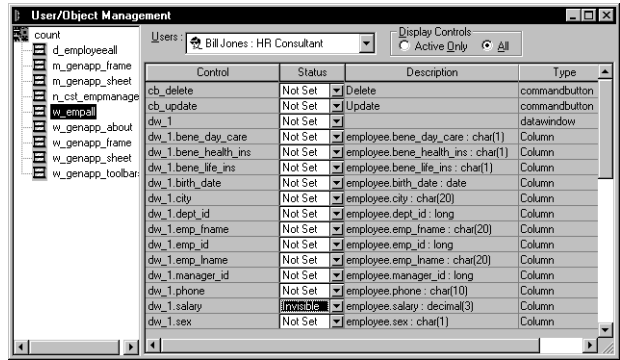 User/Object Management
count
d_employeeall
m_genapp_frame
m_genapp_sheet
n_cst_empmanage
w_empall
w_genapp_about
w_genapp_frame
w_genapp_sheet
w_genapp_toolbar
Users : Bill Jones : HR Consultant
Display Controls
Active Only All
Control Status Description Type
cb_delete Not Set Delete commandbutton
cb_update Not Set Update commandbutton
dw_1 Not Set datawindow
dw_1.bene_day_care Not Set employee.bene_day_care : char(1) Column
dw_1.bene_health_ins Not Set employee.bene_health_ins : char(1) Column
dw_1.bene_life_ins Not Set employee.bene_life_ins : char(1) Column
dw_1.birth_date Not Set employee.birth_date : date Column
dw_1.city Not Set employee.city : char(20) Column
dw_1.dept_id Not Set employee.dept_id : long Column
dw_1.emp_fname Not Set employee.emp_fname : char(20) Column
dw_1.emp_id Not Set employee.emp_id : long Column
dw_1.emp_lname Not Set employee.emp_lname : char(20) Column
dw_1.manager_id Not Set employee.manager_id : long Column
dw_1.phone Not Set employee.phone : char(10) Column
dw_1.salary Invisible employee.salary : decimal(3) Column
dw_1.sex Not Set employee.sex : char(1) Column